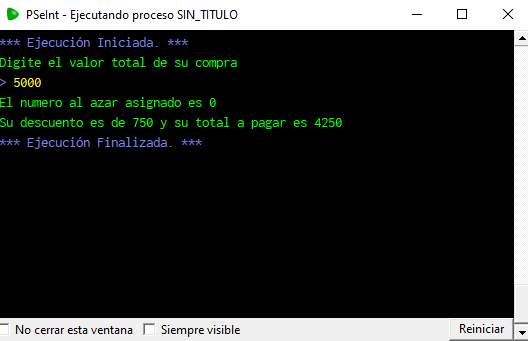 PSeInt - Ejecutando proceso SIN_TITULO
*** Ejecución Iniciada. ***
Digite el valor total de su compra
> 5000
El numero al azar asignado es 0
Su descuento es de 750 y su total a pagar es 4250
*** Ejecución Finalizada. ***
No cerrar esta ventana Siempre visible Reiniciar